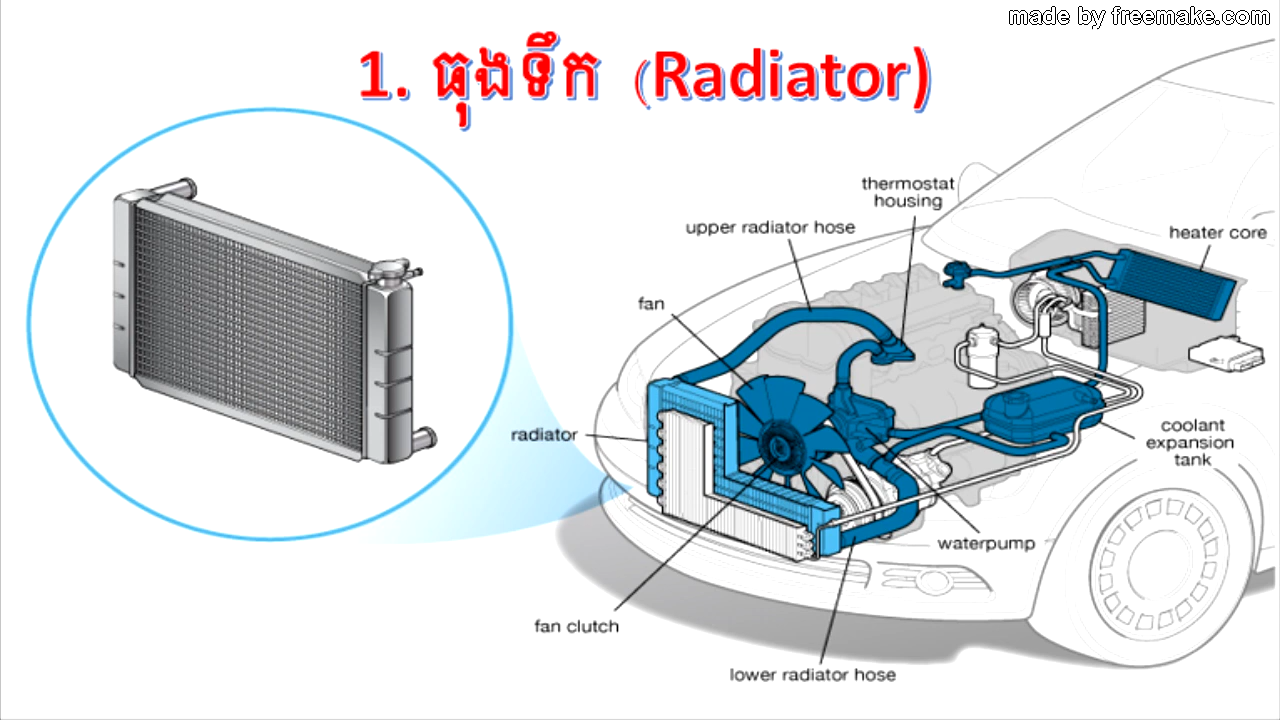 made by freemake.com
1. ធុងទឹក (Radiator)
thermostat
housing
upper radiator hose
heater core
fan
radiator
coolant
expansion
tank
waterpump
fan clutch
lower radiator hose